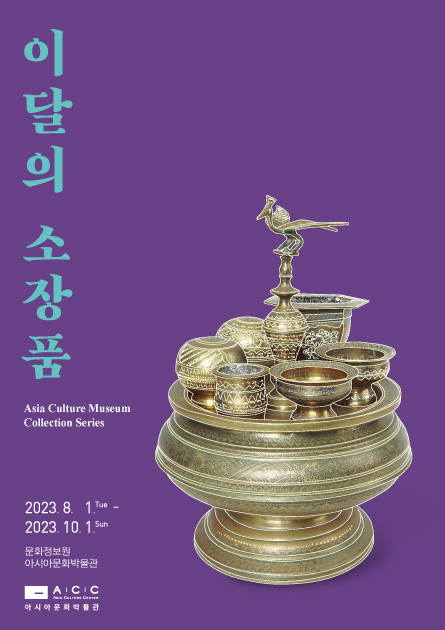 이달의 소장품
Asia Culture Museum
Collection Series
2023. 8. 1.Tue -
2023. 10. 1.Sun
문화정보원
아시아문화박물관
A C C
ASIA CULTURE CENTER
아시아문화박물관